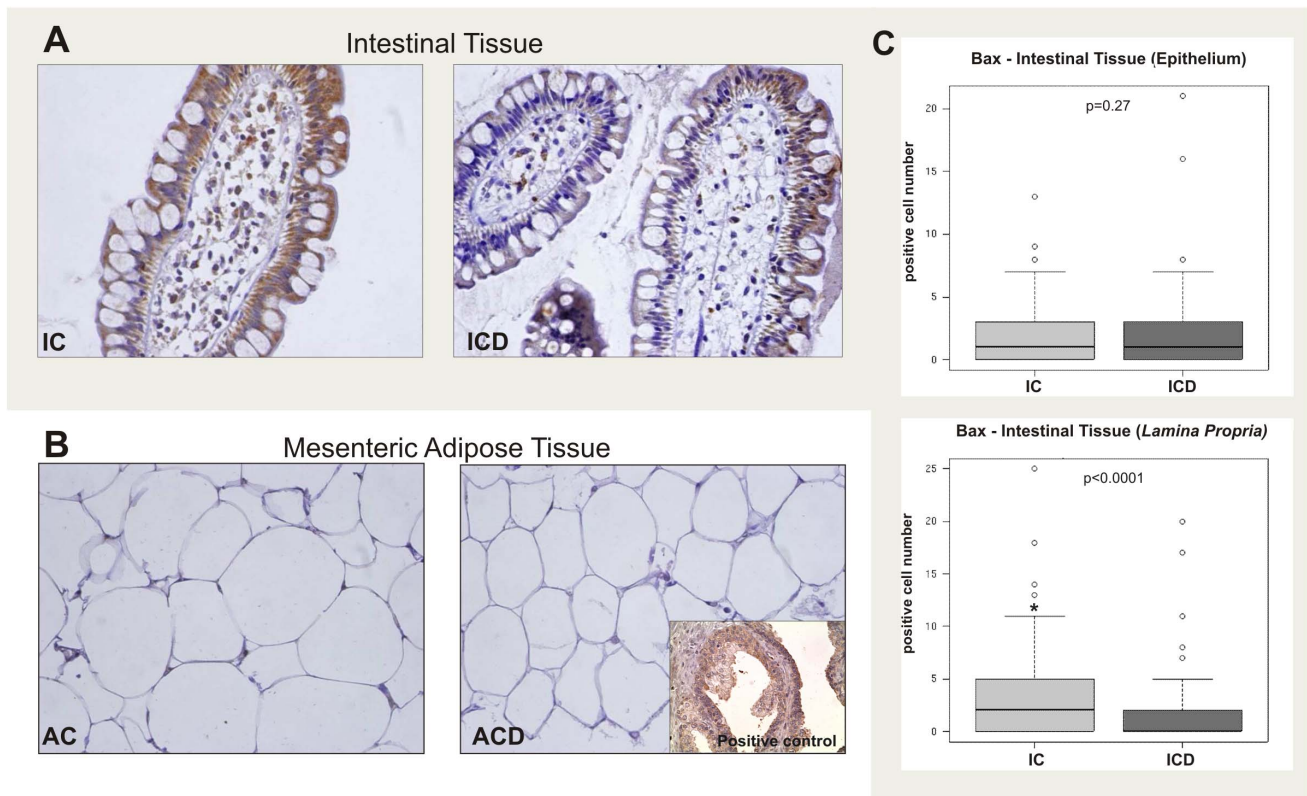 A
Intestinal Tissue
IC
ICD
B
Mesenteric Adipose Tissue
AC
ACD
Positive control
C
Bax - Intestinal Tissue (Epithelium)
p=0.27
positive cell number
20
15
10
5
0
IC
ICD
Bax - Intestinal Tissue (Lamina Propria)
p<0.0001
positive cell number
25
20
15
10
5
0
*
IC
ICD